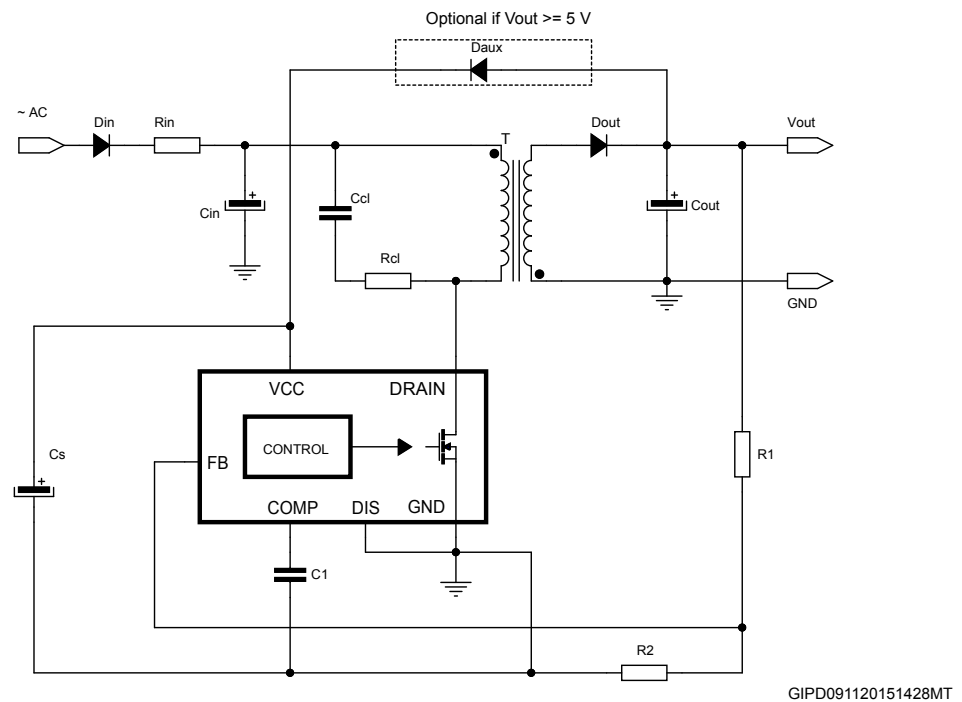 Optional if Vout >= 5 V
Daux
~ AC
Din
Rin
T
Dout
Vout
Cin
+
Ccl
+
Cout
Rcl
GND
VCC
DRAIN
Cs
+
FB
CONTROL
R1
COMP
DIS
GND
C1
R2
GIPD091120151428MT